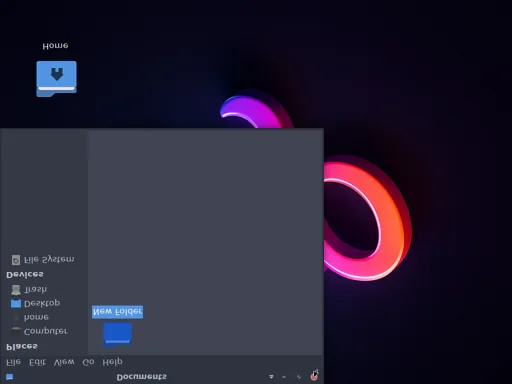 Documents
File Edit View Go Help
Places
Computer
home
Desktop
Trash
Devices
File System
New Folder
Home